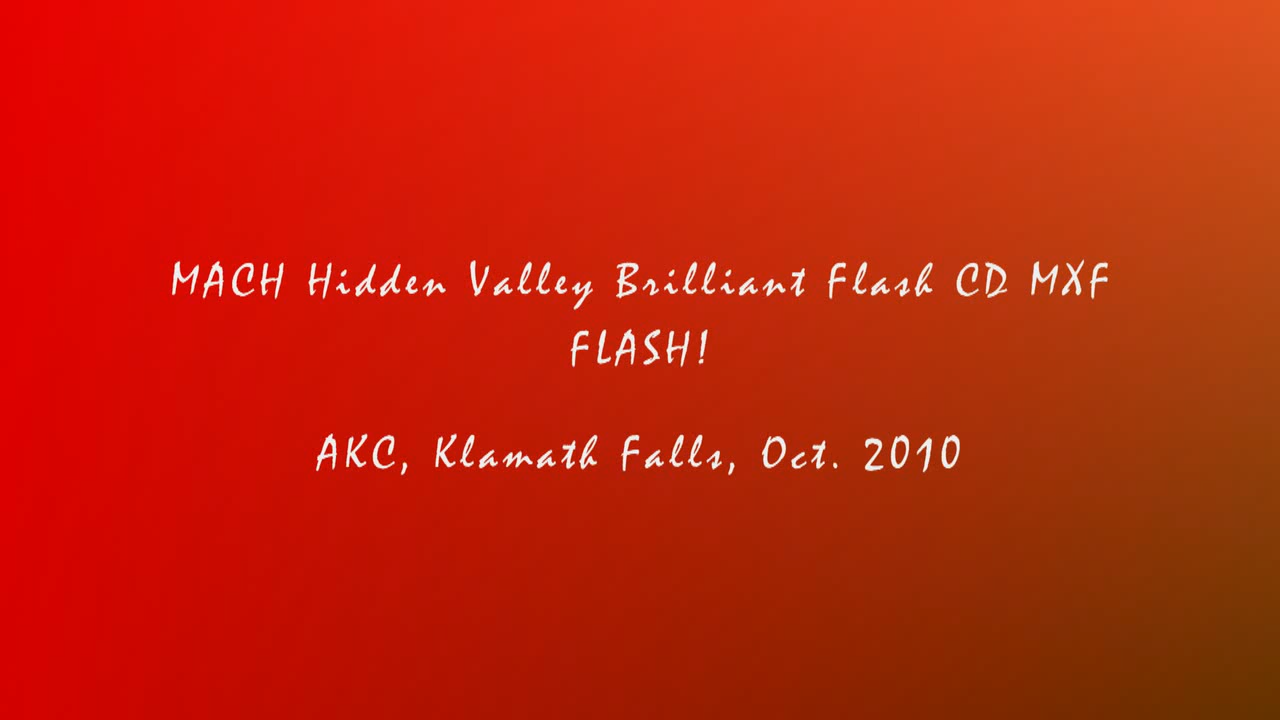 MACH Hidden Valley Brilliant Flash CD MXF
FLASH!
AKC, Klamath Falls, Oct. 2010